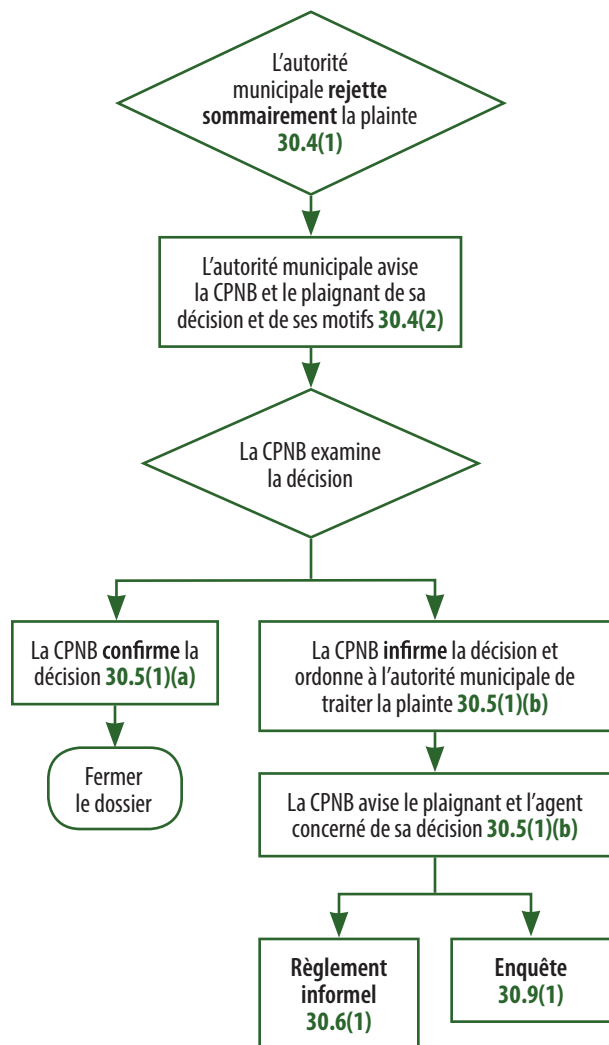 L'autorité
municipale rejette
sommairement la plainte
30.4(1)
L'autorité municipale avise
la CPNB et le plaignant de sa
décision et de ses motifs 30.4(2)
La CPNB examine
la décision
La CPNB confirme la
décision 30.5(1)(a)
Fermer
le dossier
La CPNB infirme la décision et
ordonne à l'autorité municipale de
traiter la plainte 30.5(1)(b)
La CPNB avise le plaignant et l'agent
concerné de sa décision 30.5(1)(b)
Règlement
informel
30.6(1)
Enquête
30.9(1)